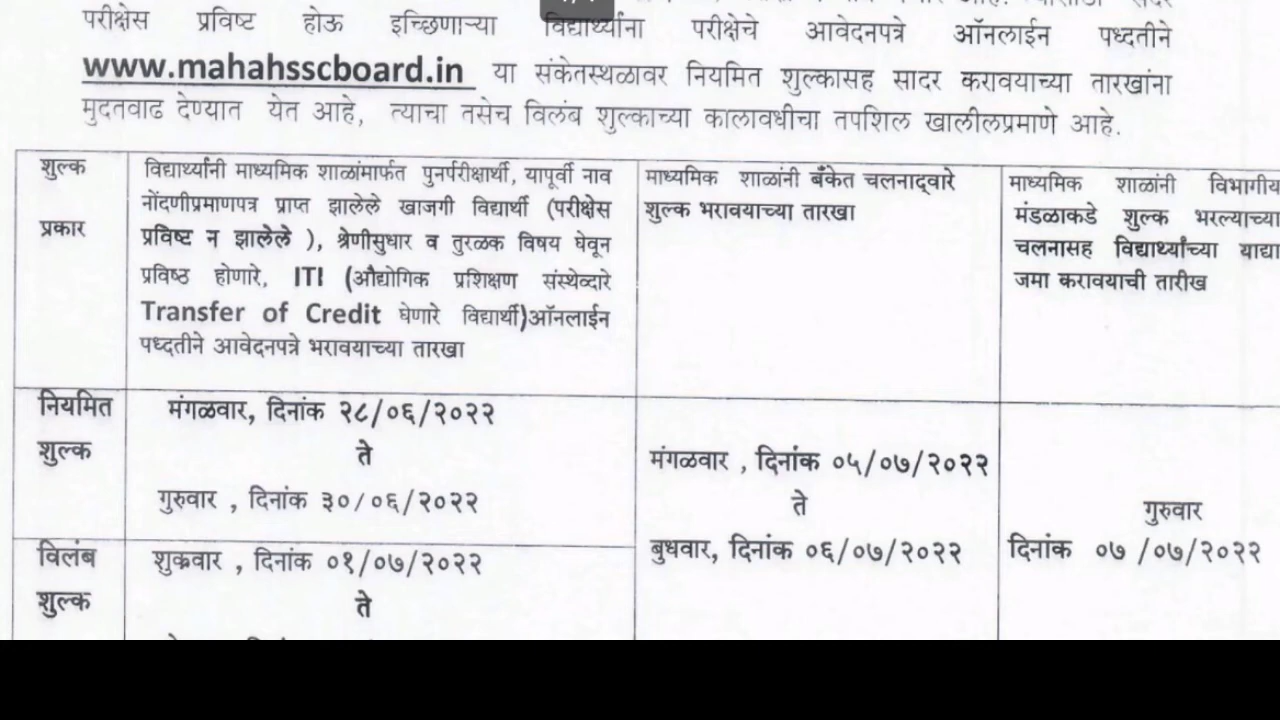 परीक्षेस प्रविष्ट होऊ इच्छिणाऱ्या विद्यार्थ्यांना परीक्षेचे आवेदनपत्रे ऑनलाईन पध्दतीने
www.mahahsscboard.in या संकेतस्थळावर नियमित शुल्कासह सादर करावयाच्या तारखांना
मुदतवाढ देण्यात येत आहे, त्याचा तसेच विलंब शुल्काच्या कालावधीचा तपशिल खालीलप्रमाणे आहे.
शुल्क
प्रकार
विद्यार्थ्यांनी माध्यमिक शाळांमार्फत पुनर्परीक्षार्थी, यापूर्वी नाव
नोंदणीप्रमाणपत्र प्राप्त झालेले खाजगी विद्यार्थी (परीक्षेस
प्रविष्ट न झालेले ), श्रेणीसुधार व तुरळक विषय घेवून
प्रविष्ठ होणारे, ITI (औद्योगिक प्रशिक्षण संस्थेव्दारे
Transfer of Credit घेणारे विद्यार्थी)ऑनलाईन
पध्दतीने आवेदनपत्रे भरावयाच्या तारखा
माध्यमिक शाळांनी बँकेत चलनाद्वारे
शुल्क भरावयाच्या तारखा
माध्यमिक शाळांनी विभागीय
मंडळाकडे शुल्क भरल्याच्या
चलनासह विद्यार्थ्यांच्या याद्या
जमा करावयाची तारीख
नियमित
शुल्क
मंगळवार, दिनांक २८/०६/२०२२
ते
गुरुवार , दिनांक ३०/०६/२०२२
मंगळवार , दिनांक ०५/०७/२०२२
ते
बुधवार, दिनांक ०६/०७/२०२२
गुरुवार
दिनांक ०७ /०७/२०२२
विलंब
शुल्क
शुक्रवार , दिनांक ०१/०७/२०२२
ते